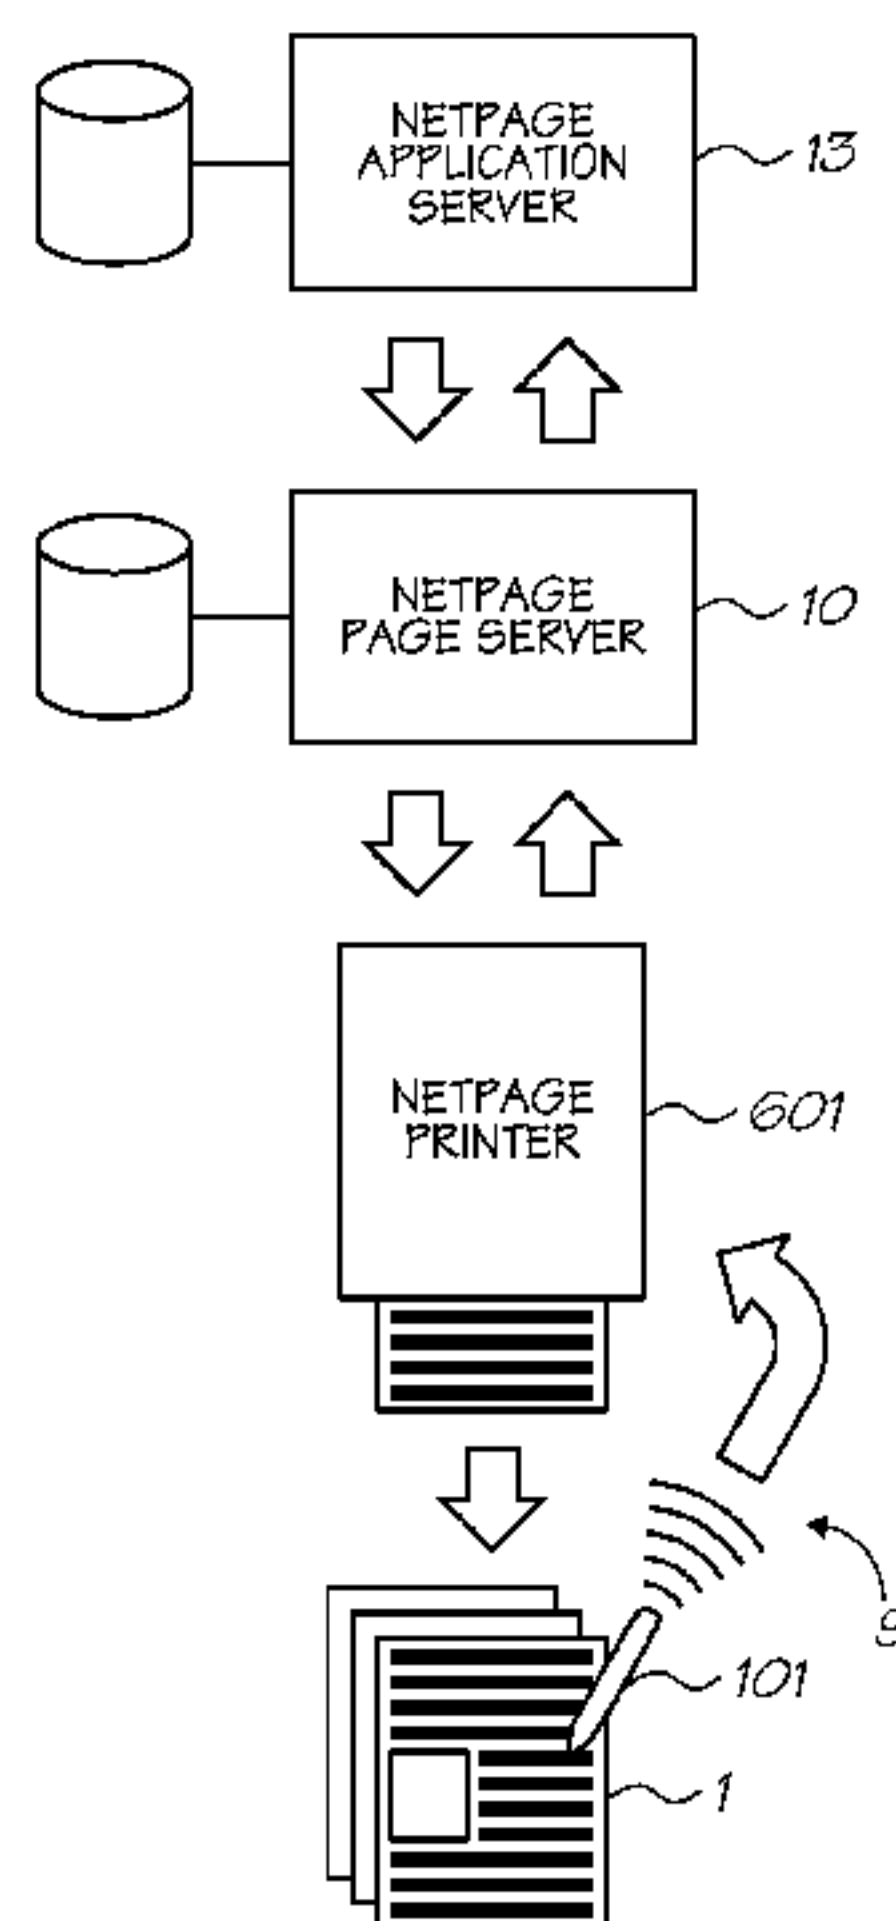 NETPAGE
APPLICATION
SERVER
13
NETPAGE
PAGE SERVER
10
NETPAGE
PRINTER
601
101
1